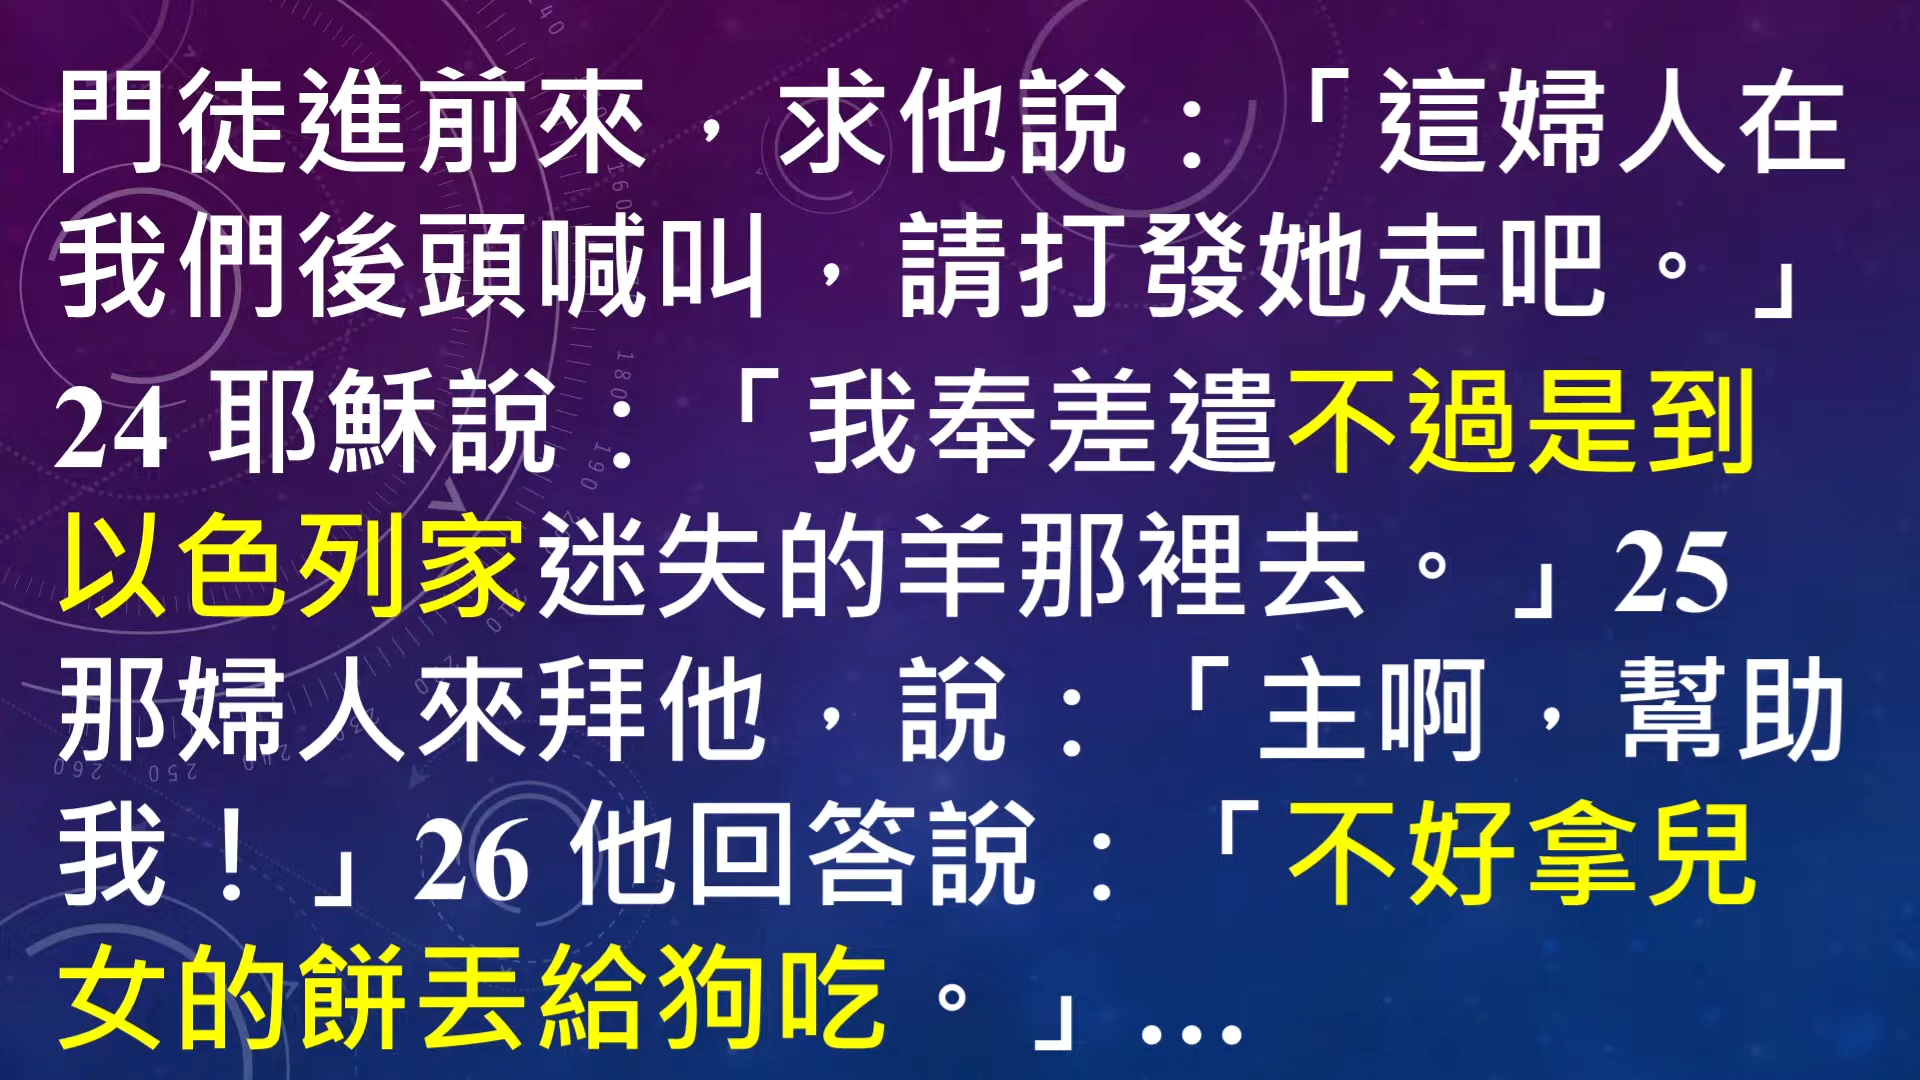 門徒進前來，求他說：「這婦人在
我們後頭喊叫，請打發她走吧。」
24 耶穌說：「我奉差遣不過是到
以色列家迷失的羊那裡去。」25
那婦人來拜他，說：「主啊，幫助
我！」26 他回答說：「不好拿兒
女的餅丟給狗吃。」…